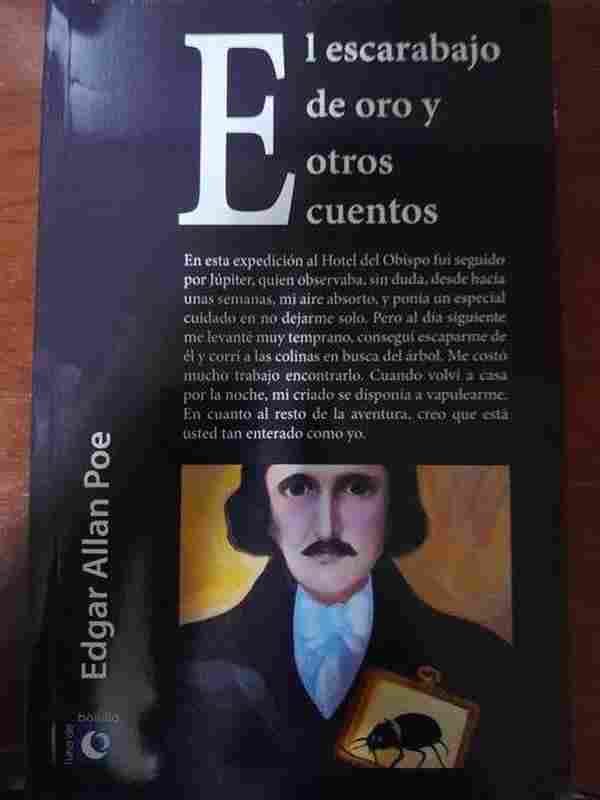 El escarabajo
de oro y
otros
cuentos
En esta expedición al Hotel del Obispo fui seguido
por Júpiter, quien observaba, sin duda, desde hacía
unas semanas, mi aire absorto, y ponía un especial
cuidado en no dejarme solo. Pero al día siguiente
me levanté muy temprano, conseguí escaparme de
él y corrí a las colinas en busca del árbol. Me costó
mucho trabajo encontrarlo. Cuando volví a casa
por la noche, mi criado se disponía a vapulearme.
En cuanto al resto de la aventura, creo que está
usted tan enterado como yo.
Edgar Allan Poe
luna de
bolsillo